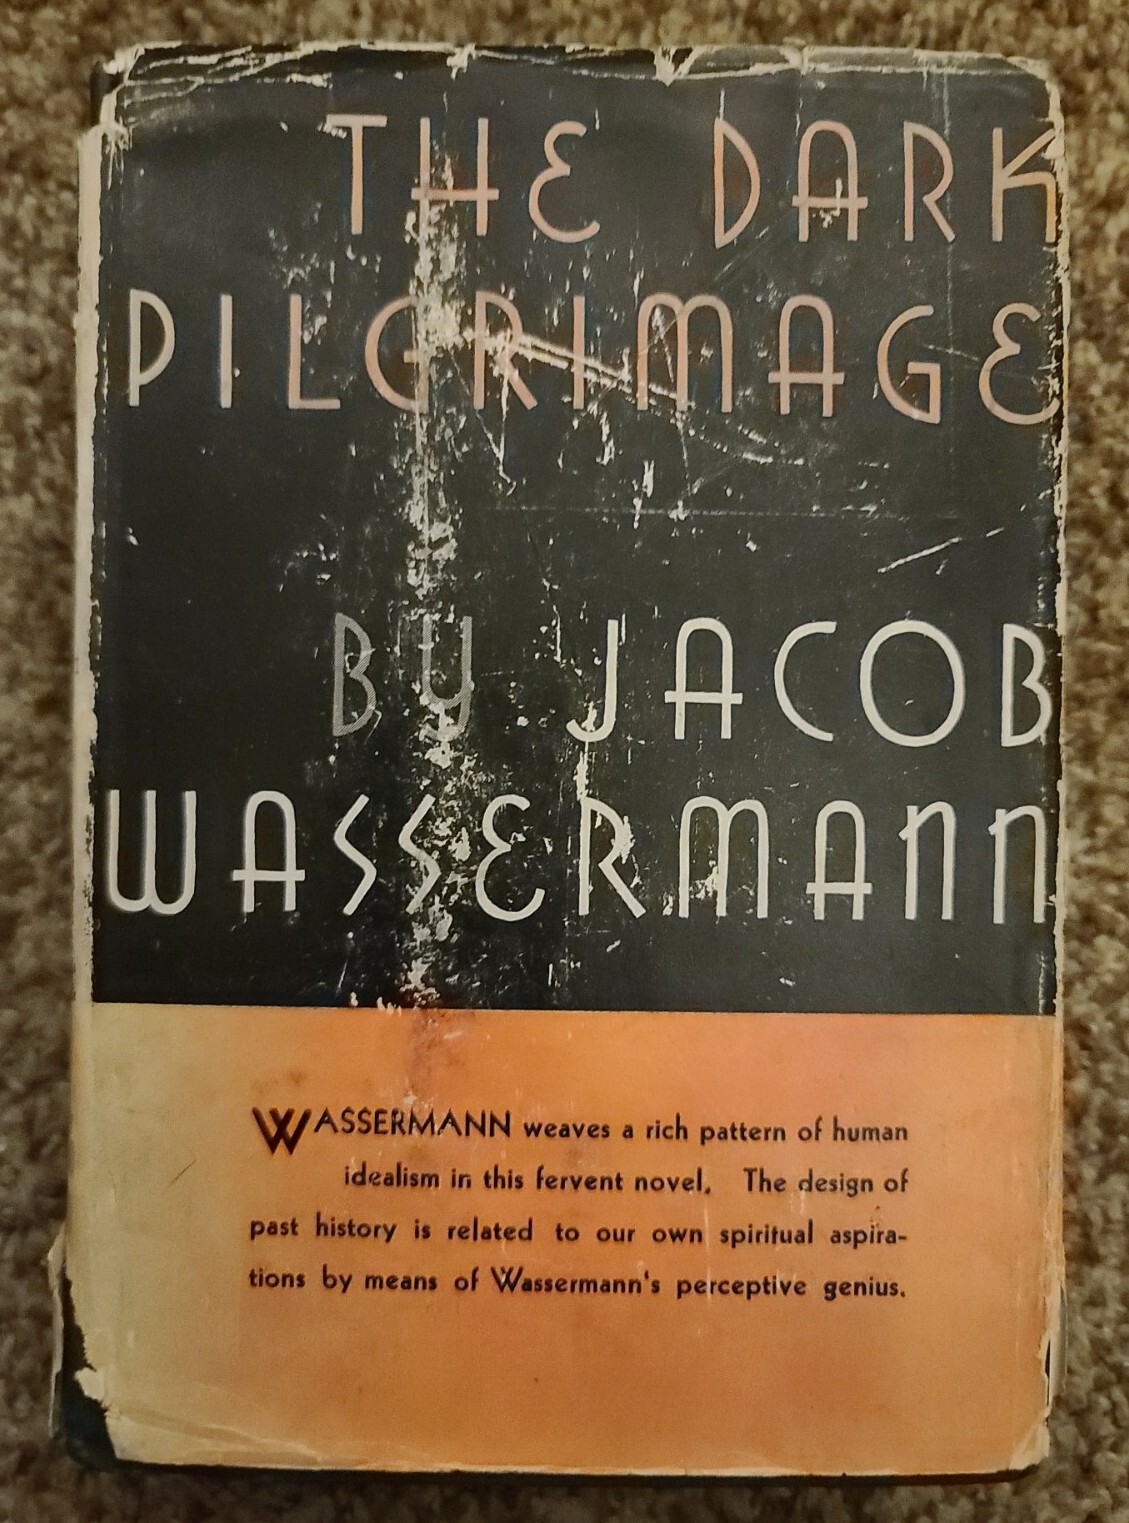 THE DARK
PILGRIMAGE
BY JACOB
WASSERMANN
WASSERMANN weaves a rich pattern of human
idealism in this fervent novel. The design of
past history is related to our own spiritual aspira-
tions by means of Wassermann's perceptive genius.